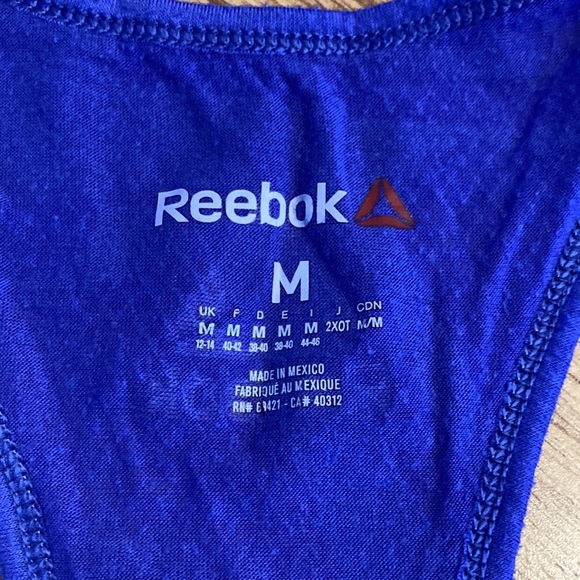 Reebok
M
UK F D E I J CDN
M M M M M 2XOT M/M
12-14 40-42 38-40 38-40 44-46
MADE IN MEXICO
FABRIQUÉ AU MEXIQUE
RN# CA# 40312